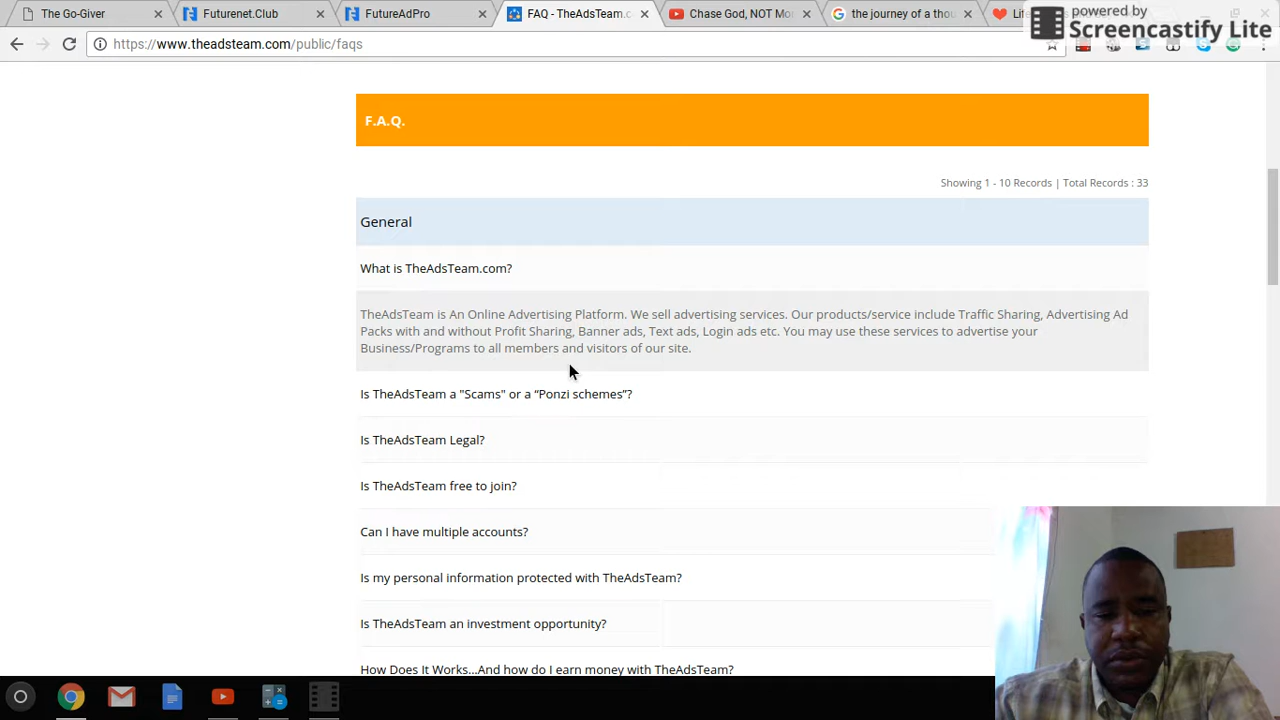 The Go-Giver
Futurenet.Club
FutureAdPro
FAQ - TheAdsTeam.c
Chase God, NOT Mo
the journey of a thou
Life
powered by
Screencastify Lite
https://www.theadsteam.com/public/faqs
F.A.Q.
Showing 1 - 10 Records | Total Records : 33
General
What is TheAdsTeam.com?
TheAdsTeam is An Online Advertising Platform. We sell advertising services. Our products/service include Traffic Sharing, Advertising Ad
Packs with and without Profit Sharing, Banner ads, Text ads, Login ads etc. You may use these services to advertise your
Business/Programs to all members and visitors of our site.
Is TheAdsTeam a "Scams" or a “Ponzi schemes”?
Is TheAdsTeam Legal?
Is TheAdsTeam free to join?
Can I have multiple accounts?
Is my personal information protected with TheAdsTeam?
Is TheAdsTeam an investment opportunity?
How Does It Works...And how do I earn money with TheAdsTeam?